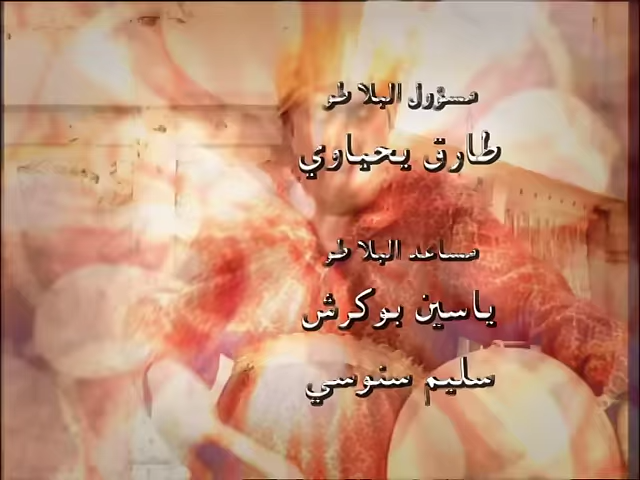 مسؤول البلاطو
طارق يحياوي
مساعد البلاطو
ياسين بوكرش
سليم سنوسي